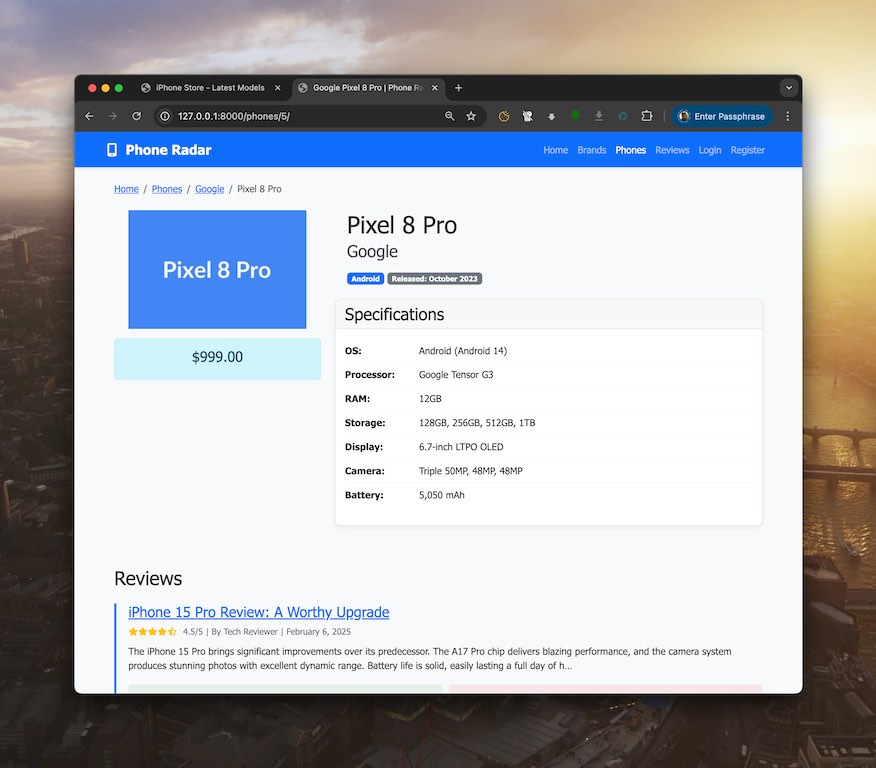 iPhone Store - Latest Models
Google Pixel 8 Pro | Phone Ra
127.0.0.1:8000/phones/5/
Enter Passphrase
Phone Radar
Home Brands Phones Reviews Login Register
Home / Phones / Google / Pixel 8 Pro
Pixel 8 Pro
$999.00
Pixel 8 Pro
Google
Android Released: October 2023
Specifications
OS: Android (Android 14)
Processor: Google Tensor G3
RAM: 12GB
Storage: 128GB, 256GB, 512GB, 1TB
Display: 6.7-inch LTPO OLED
Camera: Triple 50MP, 48MP, 48MP
Battery: 5,050 mAh
Reviews
iPhone 15 Pro Review: A Worthy Upgrade
4.5/5 | By Tech Reviewer | February 6, 2025
The iPhone 15 Pro brings significant improvements over its predecessor. The A17 Pro chip delivers blazing performance, and the camera system
produces stunning photos with excellent dynamic range. Battery life is solid, easily lasting a full day of h...